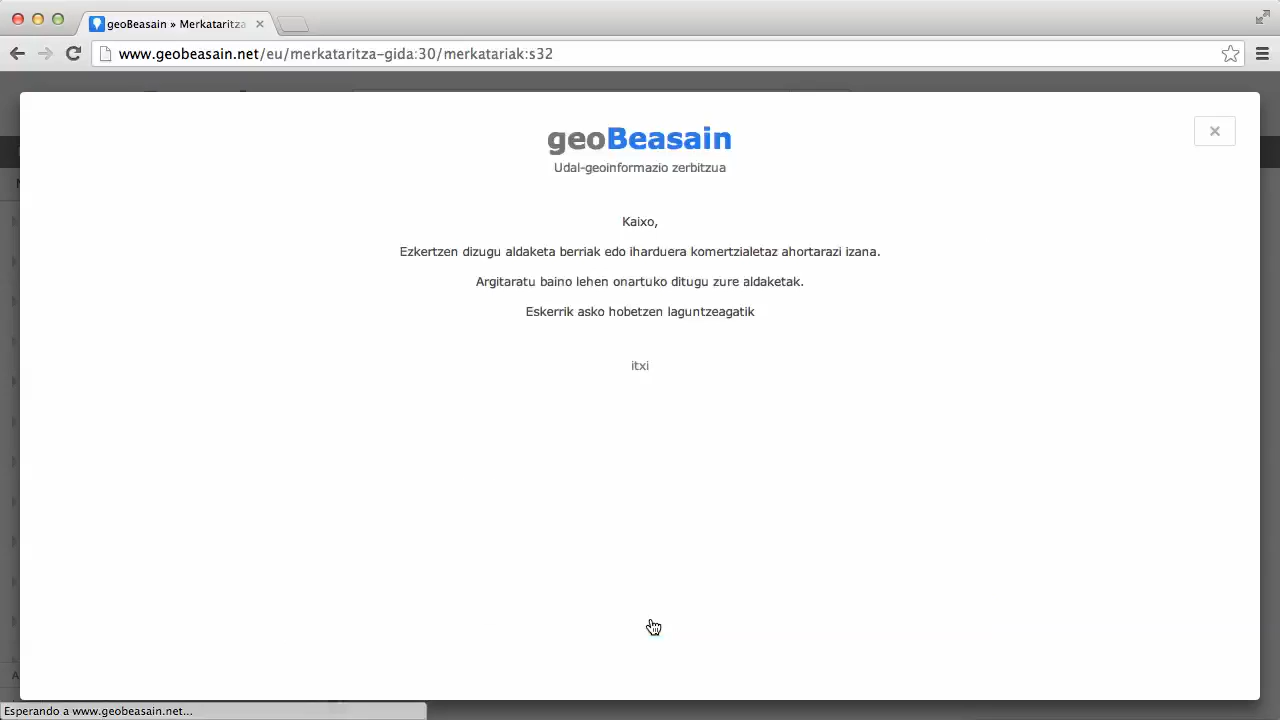 geoBeasain » Merkataritza
www.geobeasain.net/eu/merkataritza-gida:30/merkatariak:s32
geoBeasain
Udal-geoinformazio zerbitzua
Kaixo,
Ezkertzen dizugu aldaketa berriak edo iharduera komertzialetaz ahortarazi izana.
Argitaratu baino lehen onartuko ditugu zure aldaketak.
Eskerrik asko hobetzen laguntzeagatik
itxi
Esperando a www.geobeasain.net...